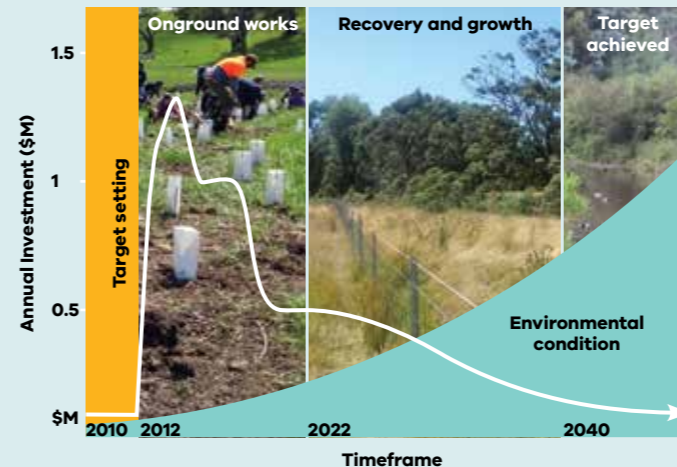 Onground works
Recovery and growth
Target
achieved
Annual Investment ($M)
1.5
1
0.5
$M
Target setting
Environmental
condition
2010
2012
2022
2040
Timeframe